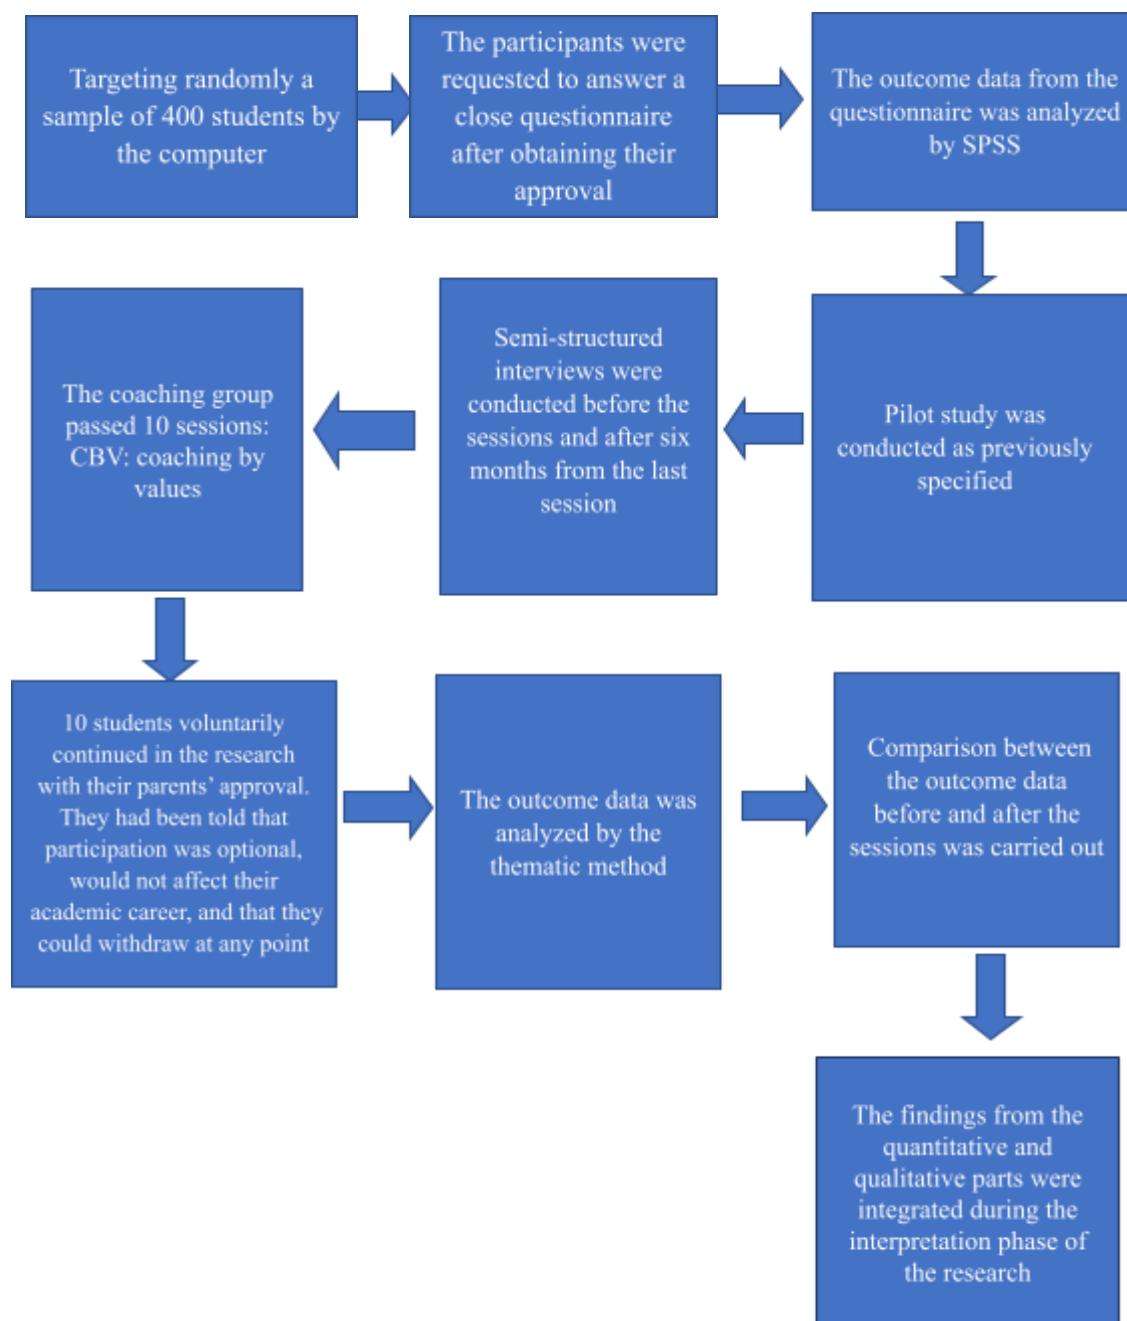 Targeting randomly a
sample of 400 students by
the computer
The participants were
requested to answer a
close questionnaire
after obtaining their
approval
The outcome data from the
questionnaire was analyzed
by SPSS
Pilot study was
conducted as previously
specified
Semi-structured
interviews were
conducted before the
sessions and after six
months from the last
session
The coaching group
passed 10 sessions:
CBV: coaching by
values
10 students voluntarily
continued in the research
with their parents’ approval.
They had been told that
participation was optional,
would not affect their
academic career, and that they
could withdraw at any point
The outcome data was
analyzed by the
thematic method
Comparison between
the outcome data
before and after the
sessions was carried out
The findings from the
quantitative and
qualitative parts were
integrated during the
interpretation phase of
the research